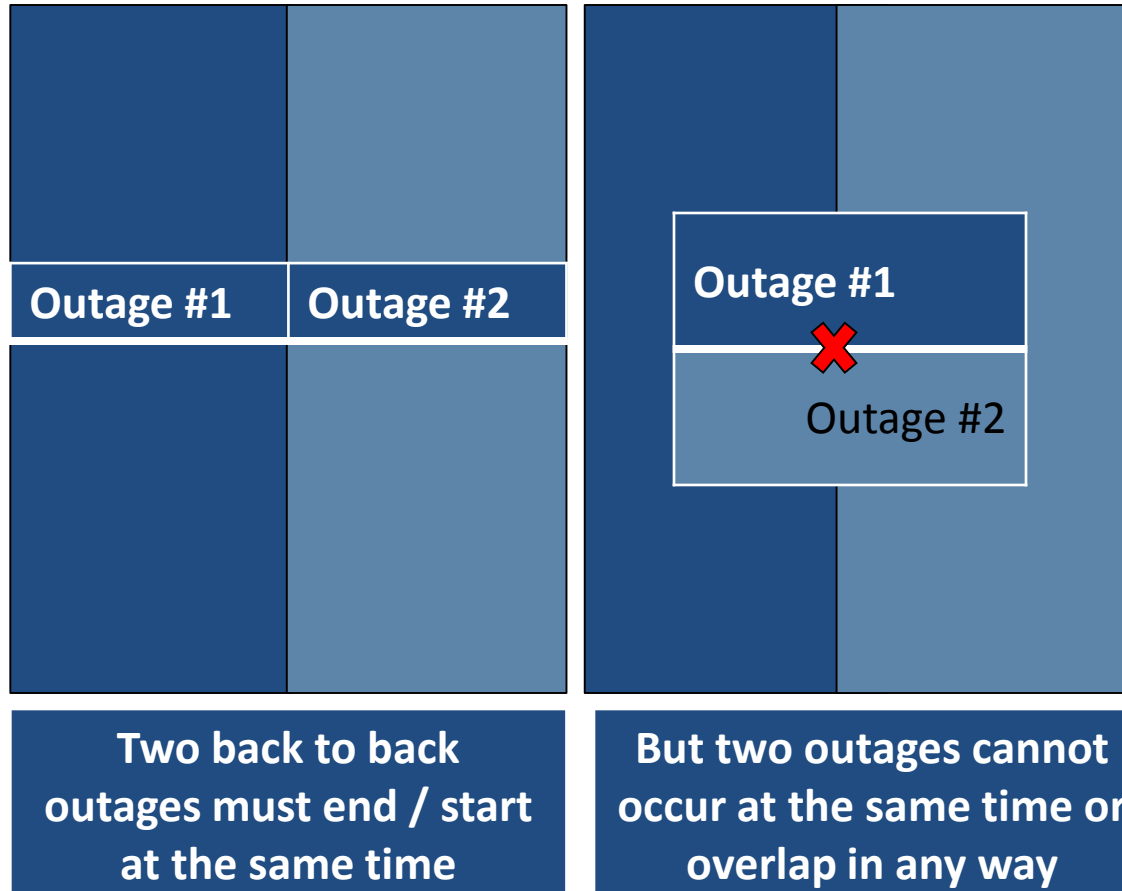 Outage #1
Outage #2
Outage #1
Outage #2
Two back to back
outages must end / start
at the same time
But two outages cannot
occur at the same time or
overlap in any way